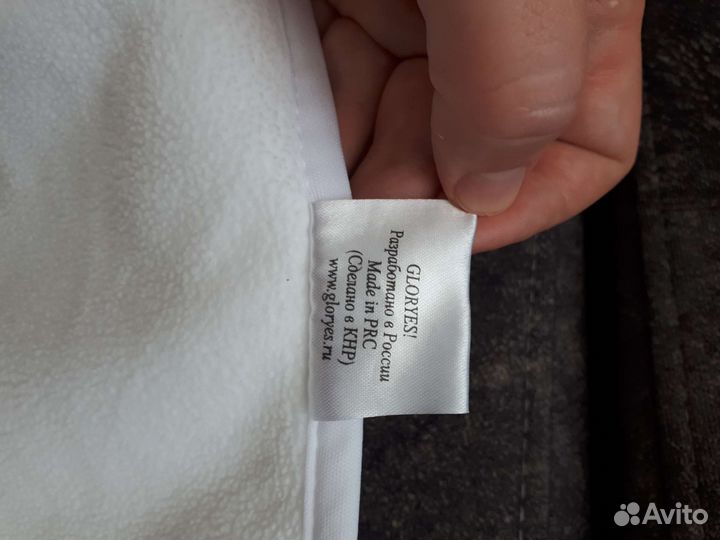 GLORYES!
Разработано в России
Made in PRC
(Сделано в КНР)
www.gloryes.ru
Avito